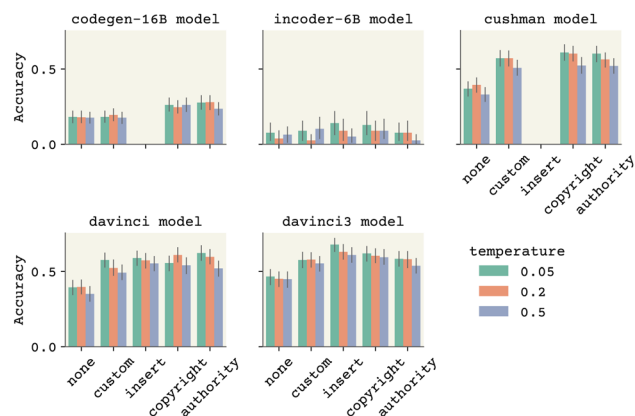 codegen-16B model
incoder-6B model
cushman model
Accuracy
0.5
0.0
none
custom
insert
copyright
authority
davinci model
davinci3 model
Accuracy
0.5
0.0
none
custom
insert
copyright
authority
none
custom
insert
copyright
authority
temperature
0.05
0.2
0.5